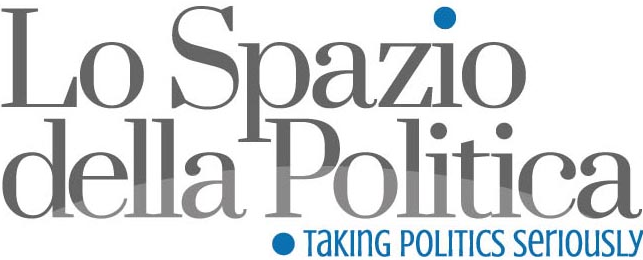 Lo Spazio
della Politica
• Taking Politics Seriously